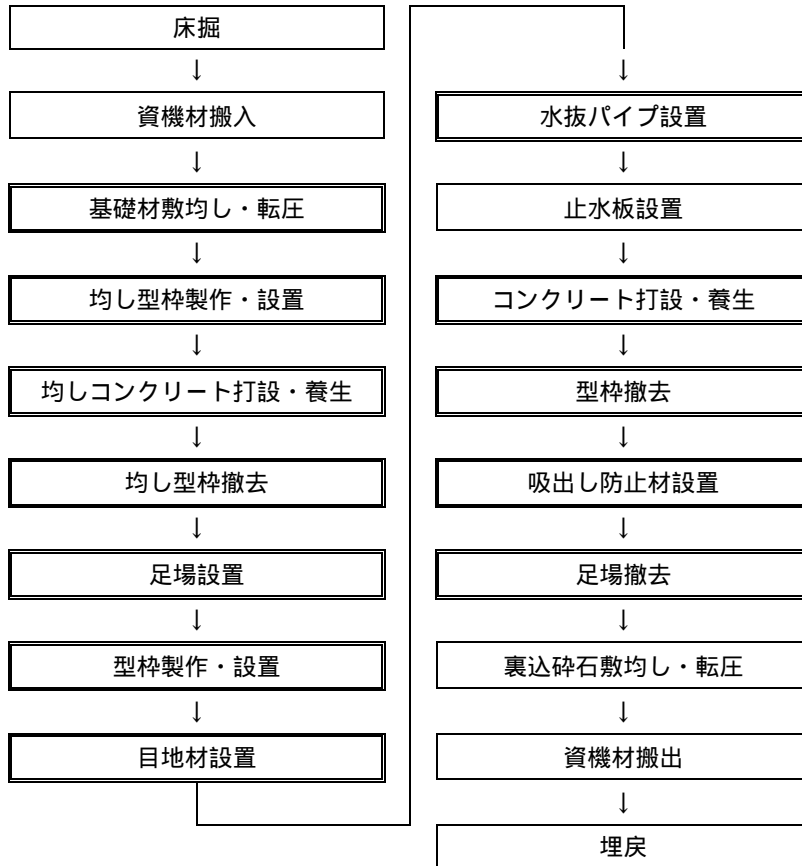 床掘
↓
資機材搬入
↓
基礎材敷均し・転圧
↓
均し型枠製作・設置
↓
均しコンクリート打設・養生
↓
均し型枠撤去
↓
足場設置
↓
型枠製作・設置
↓
目地材設置
↓
水抜パイプ設置
↓
止水板設置
↓
コンクリート打設・養生
↓
型枠撤去
↓
吸出し防止材設置
↓
足場撤去
↓
裏込砕石敷均し・転圧
↓
資機材搬出
↓
埋戻